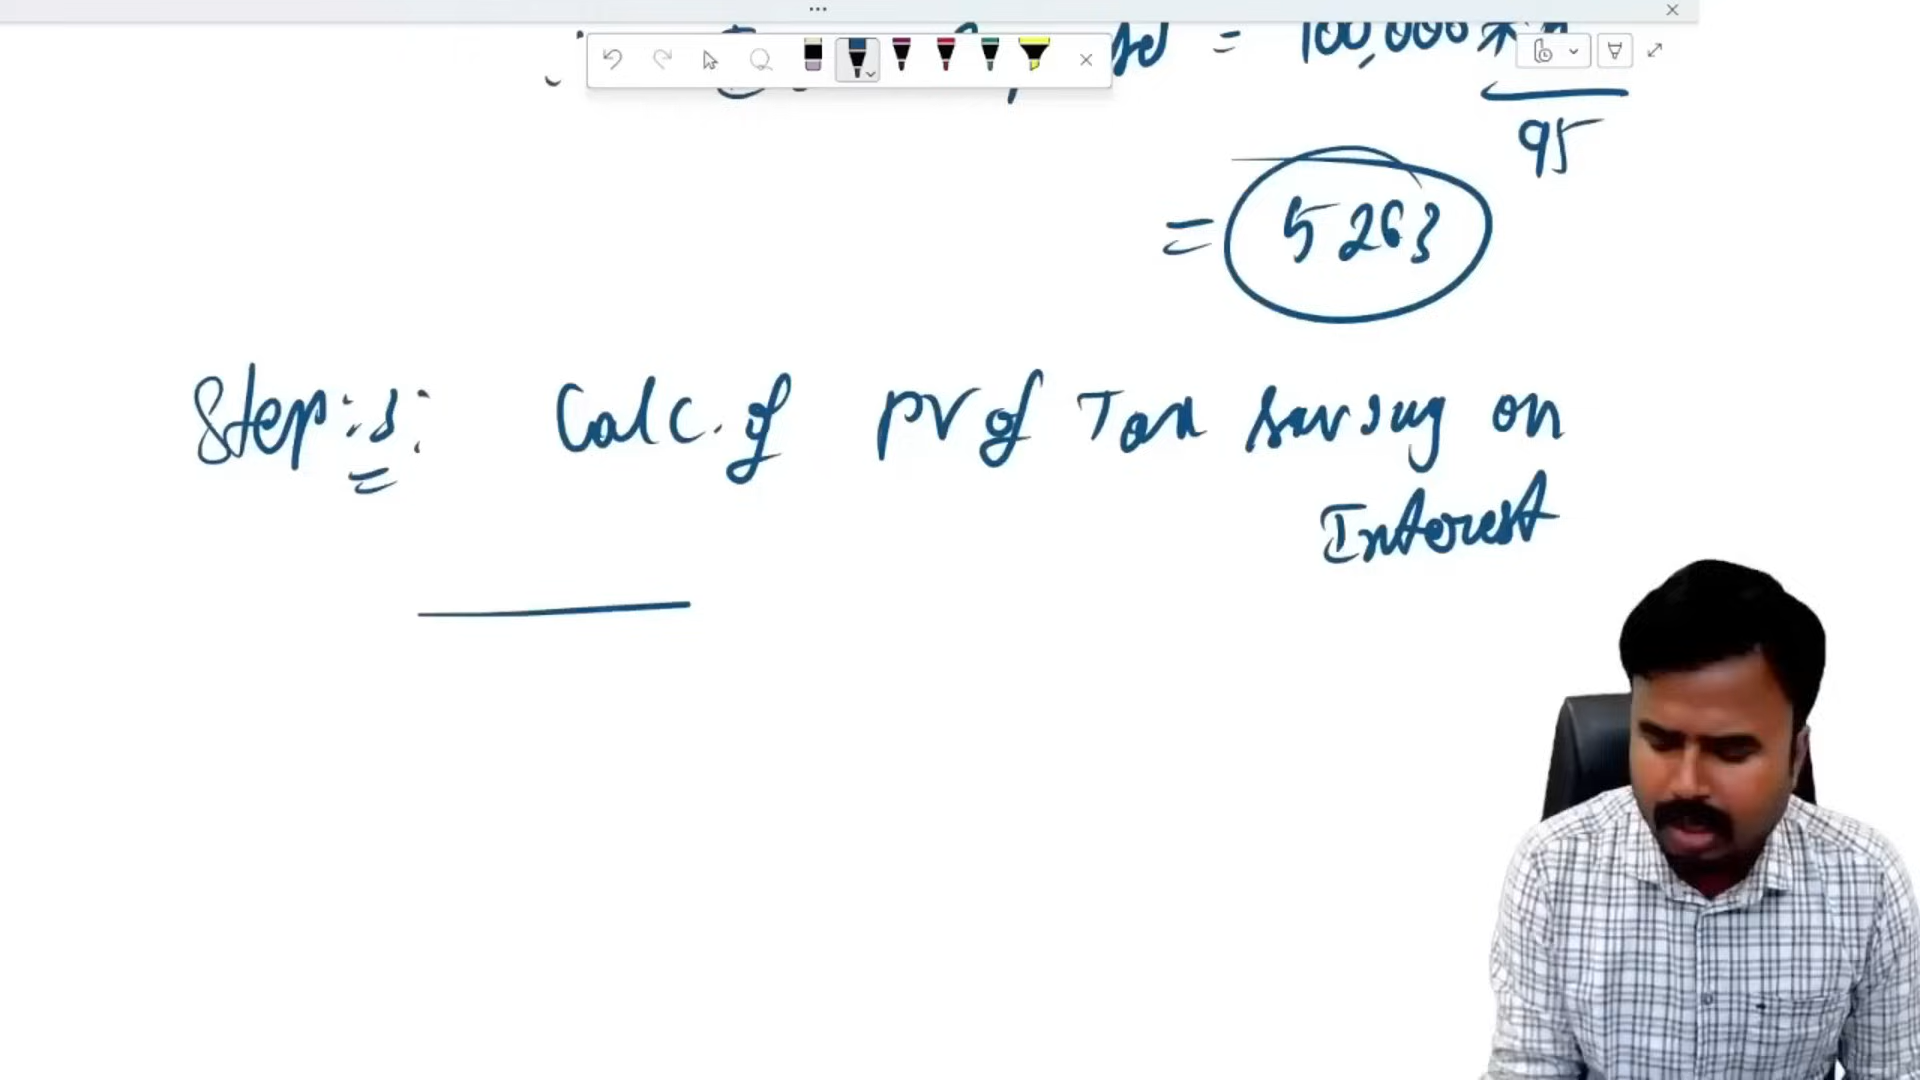 = 100,000 ×
95
= 5263
Step: 3: Calc. of PV of Tax saving on
Interest